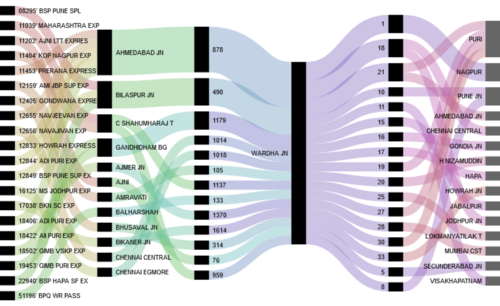 08295' BSP PUNE SPL
11039' MAHARASHTRA EXP
11202' AJNI LTT EXPRES
11404' KOP NAGPUR EXP
11453' PRERANA EXPRESS
12159' AMI JBP SUP EXP
12405' GONDWANA EXPRE
12655' NAVJEEVAN EXP
12656' NAVAJIVAN EXP
12833' HOWRAH EXPRESS
12844' ADI PURI EXP
12849' BSP PUNE SUP EX
16125' MS JODHPUR EXP
17038' BKN SC EXP
18406' ADI PURI EXP
18422' AII PURI EXP
18502' GIMB VSKP EXP
19453' GIMB PURI EXP
22940' BSP HAPA SF EX
51196' BPQ WR PASS
AHMEDABAD JN
BILASPUR JN
C SHAHUMHARAJ T
GANDHIDHAM BG
AJMER JN
AJNI
AMRAVATI
BALHARSHAH
BHUSAVAL JN
BIKANER JN
CHENNAI CENTRAL
CHENNAI EGMORE
878
490
1179
1014
1018
105
1137
133
1370
1614
314
76
959
WARDHA JN
1
18
21
10
11
15
16
17
19
20
25
27
28
30
33
5
8
PURI
NAGPUR
PUNE JN
AHMEDABAD JN
CHENNAI CENTRAL
GONDIA JN
H.NIZAMUDDIN
HAPA
HOWRAH JN
JABALPUR
JODHPUR JN
LOKMANYATILAK T
MUMBAI CST
SECUNDERABAD JN
VISAKHAPATNAM